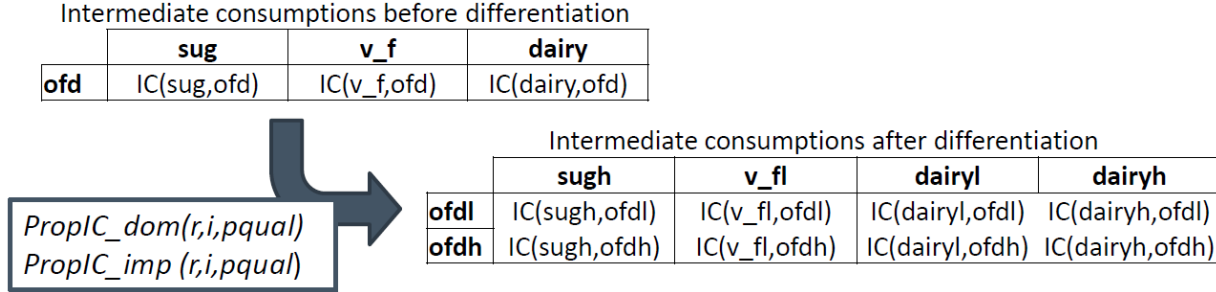 Intermediate consumptions before differentiation
sug v_f dairy
ofd IC(sug,ofd) IC(v_f,ofd) IC(dairy,ofd)
Intermediate consumptions after differentiation
sugh v_fl dairyl dairyh
ofdl IC(sugh,ofdl) IC(v_fl,ofdl) IC(dairyl,ofdl) IC(dairyh,ofdl)
ofdh IC(sugh,ofdh) IC(v_fl,ofdh) IC(dairyl,ofdh) IC(dairyh,ofdh)
PropIC_dom(r,i,pqual)
PropIC_imp (r,i,pqual)